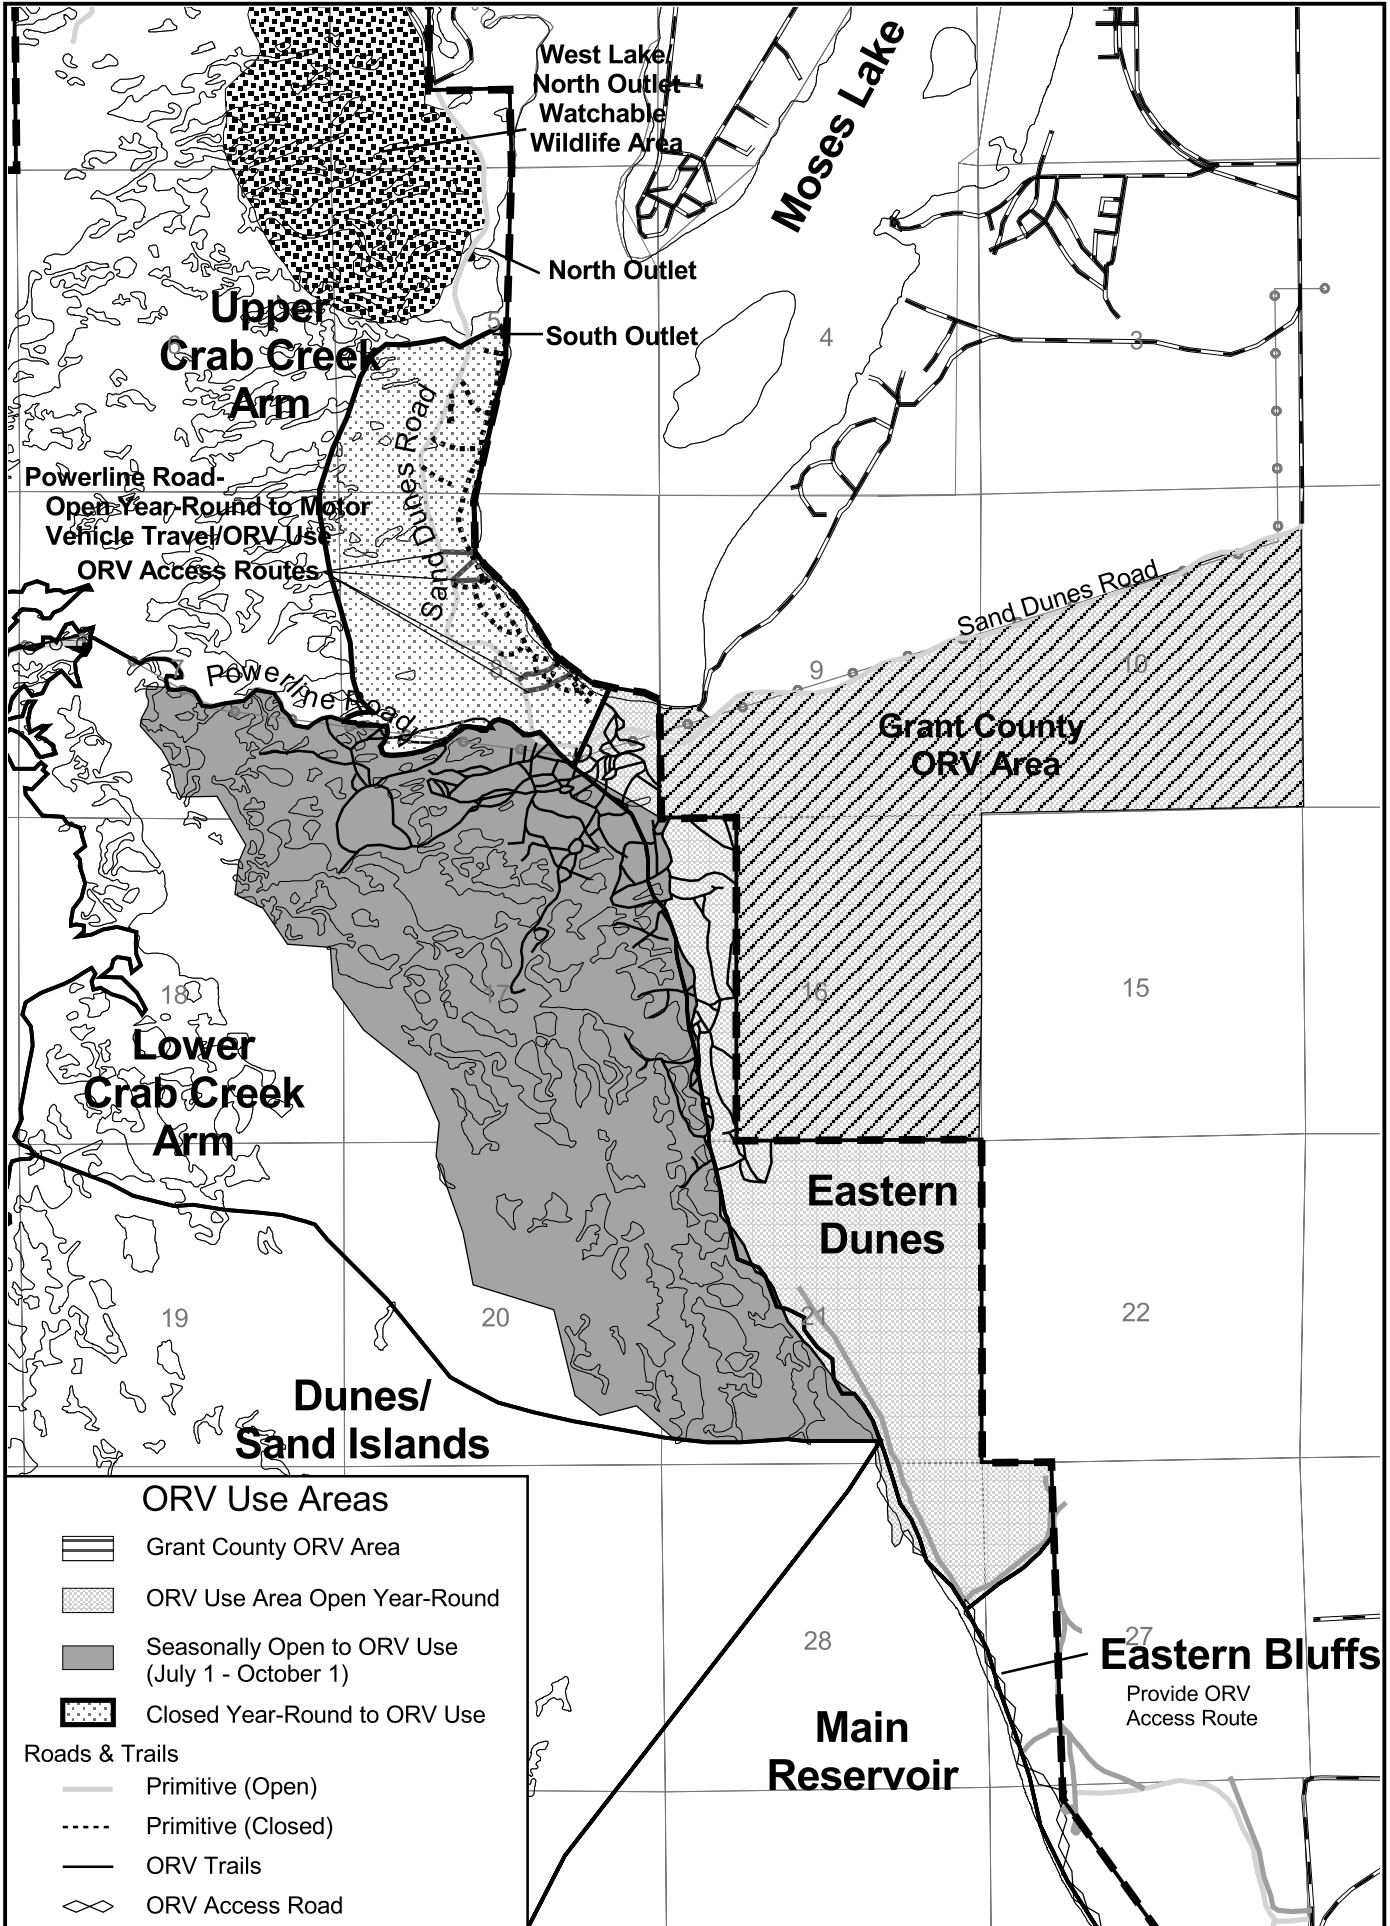 West Lake/
North Outlet
Watchable
Wildlife Area
Moses Lake
North Outlet
South Outlet
Upper
Crab Creek
Arm
5
6
4
3
Sand Dunes Road
Powerline Road-
Open Year-Round to Motor
Vehicle Travel/ORV Use
ORV Access Routes
Sand Dunes Road
7
8
9
10
Powerline Road
Grant County
ORV Area
18
17
16
15
Lower
Crab Creek
Arm
Eastern
Dunes
19
20
21
22
Dunes/
Sand Islands
28
27
Eastern Bluffs
Provide ORV
Access Route
Main
Reservoir
ORV Use Areas
Grant County ORV Area
ORV Use Area Open Year-Round
Seasonally Open to ORV Use
(July 1 - October 1)
Closed Year-Round to ORV Use
Roads & Trails
Primitive (Open)
Primitive (Closed)
ORV Trails
ORV Access Road